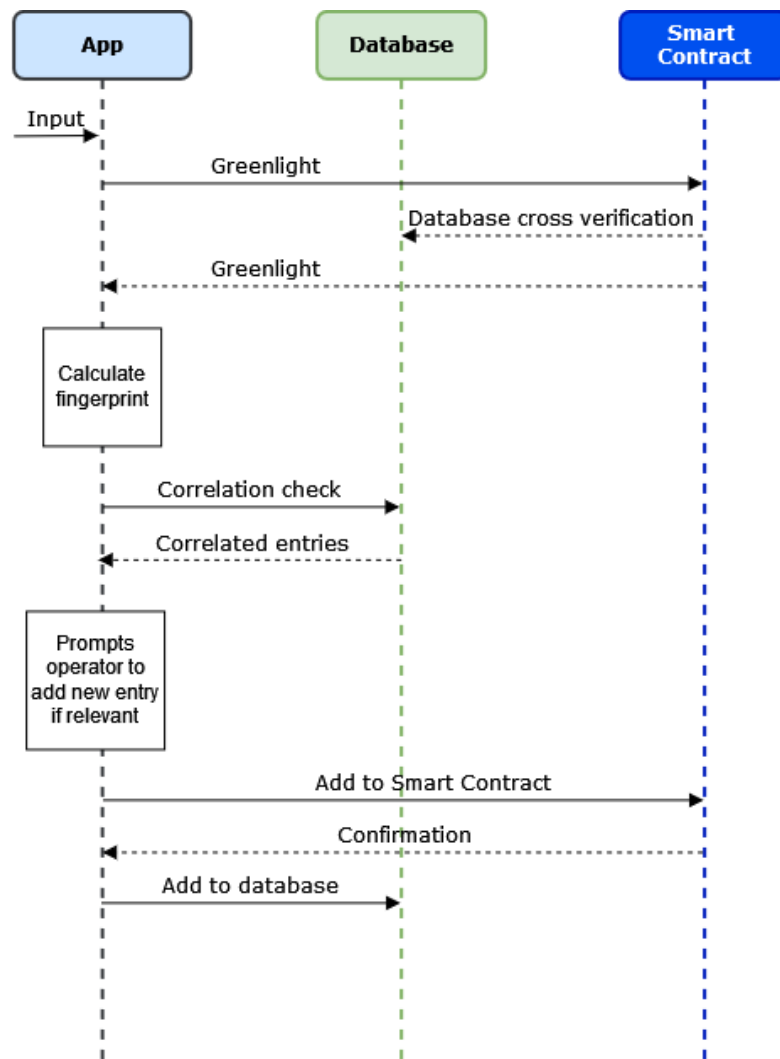 App
Database
Smart
Contract
Input
Greenlight
Database cross verification
Greenlight
Calculate
fingerprint
Correlation check
Correlated entries
Prompts
operator to
add new entry
if relevant
Add to Smart Contract
Confirmation
Add to database